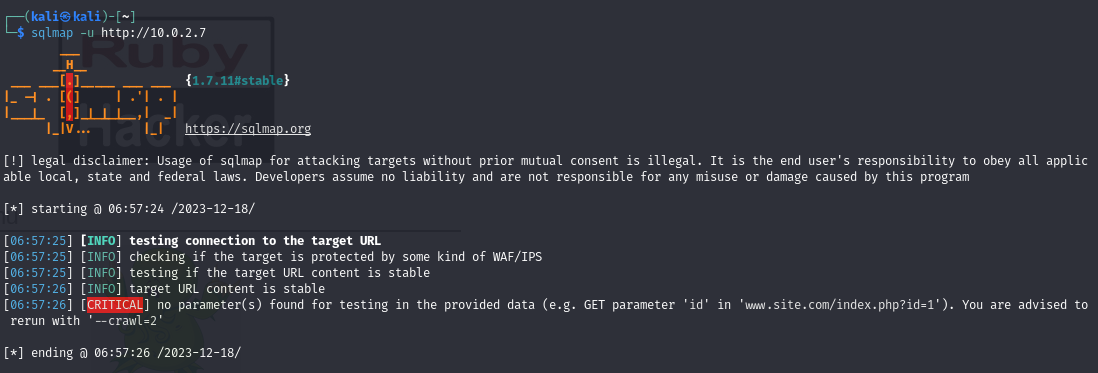 ┌──(kali㉿kali)-[~]
└─$ sqlmap -u http://10.0.2.7
        ___
       __H__
 ___ ___[,]_____ ___ ___  {1.7.11#stable}
|_ -| . [(]     | .'| . |
|___|_  [,]_|_|_|__,|  _|
      |_|V...       |_|   https://sqlmap.org
Ruby
Hacker
[!] legal disclaimer: Usage of sqlmap for attacking targets without prior mutual consent is illegal. It is the end user's responsibility to obey all applic
able local, state and federal laws. Developers assume no liability and are not responsible for any misuse or damage caused by this program
[*] starting @ 06:57:24 /2023-12-18/
[06:57:25] [INFO] testing connection to the target URL
[06:57:25] [INFO] checking if the target is protected by some kind of WAF/IPS
[06:57:25] [INFO] testing if the target URL content is stable
[06:57:26] [INFO] target URL content is stable
[06:57:26] [CRITICAL] no parameter(s) found for testing in the provided data (e.g. GET parameter 'id' in 'www.site.com/index.php?id=1'). You are advised to
 rerun with '--crawl=2'
[*] ending @ 06:57:26 /2023-12-18/